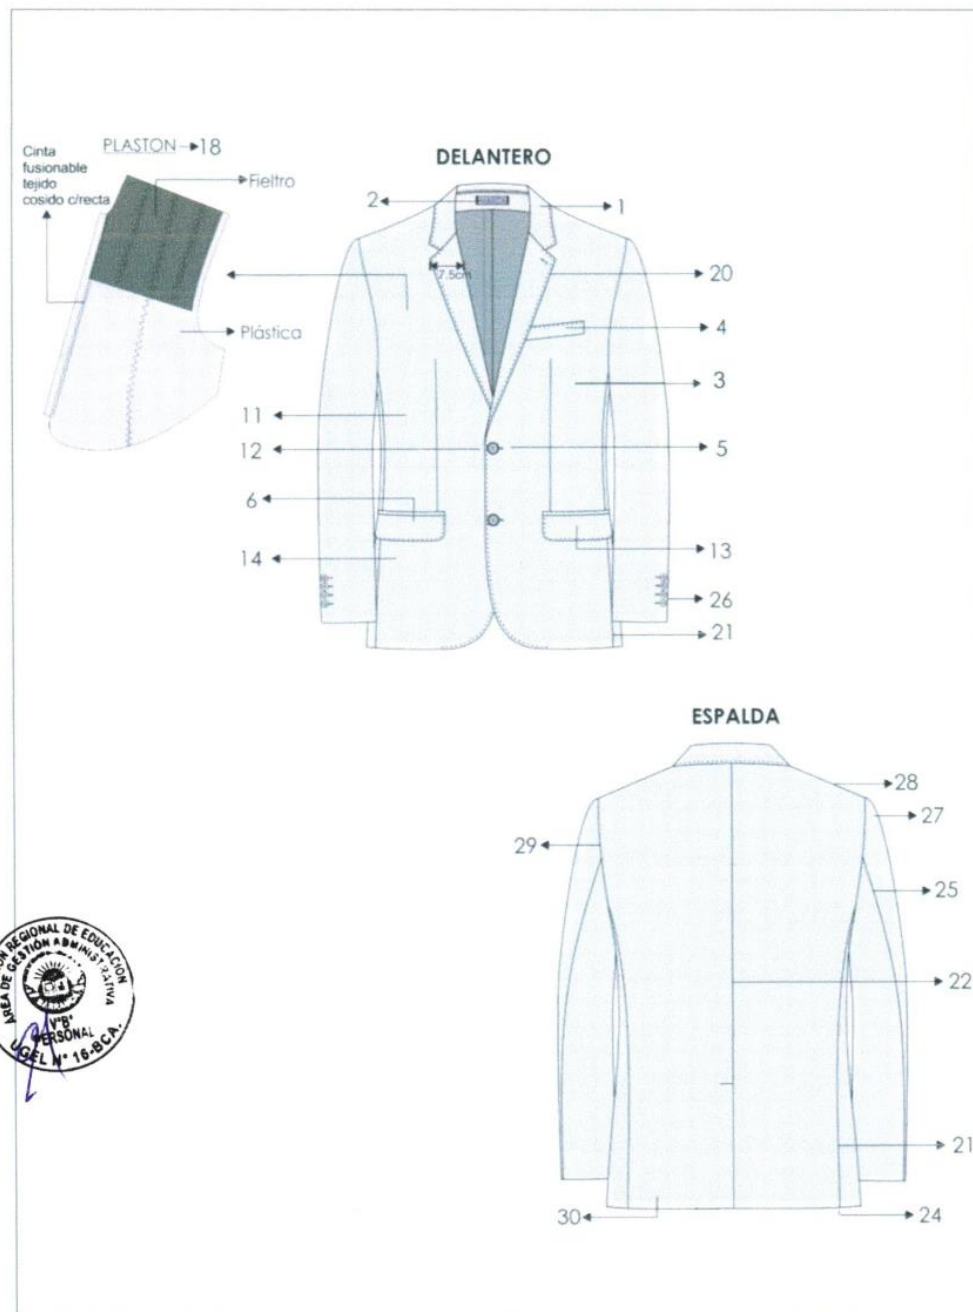 PLASTON 18
Cinta
fusionable
tejido
cosido c/recta
Fieltro
Plástica
DELANTERO
2
1
7.5cm
20
4
3
11
12
5
6
14
13
26
21
ESPALDA
28
27
29
25
22
21
30
24
REGIONAL DE EDUCACIÓN
AREA DE GESTIÓN ADMINISTRATIVA
V°B°
PERSONAL
UGEL N° 16-BCA.